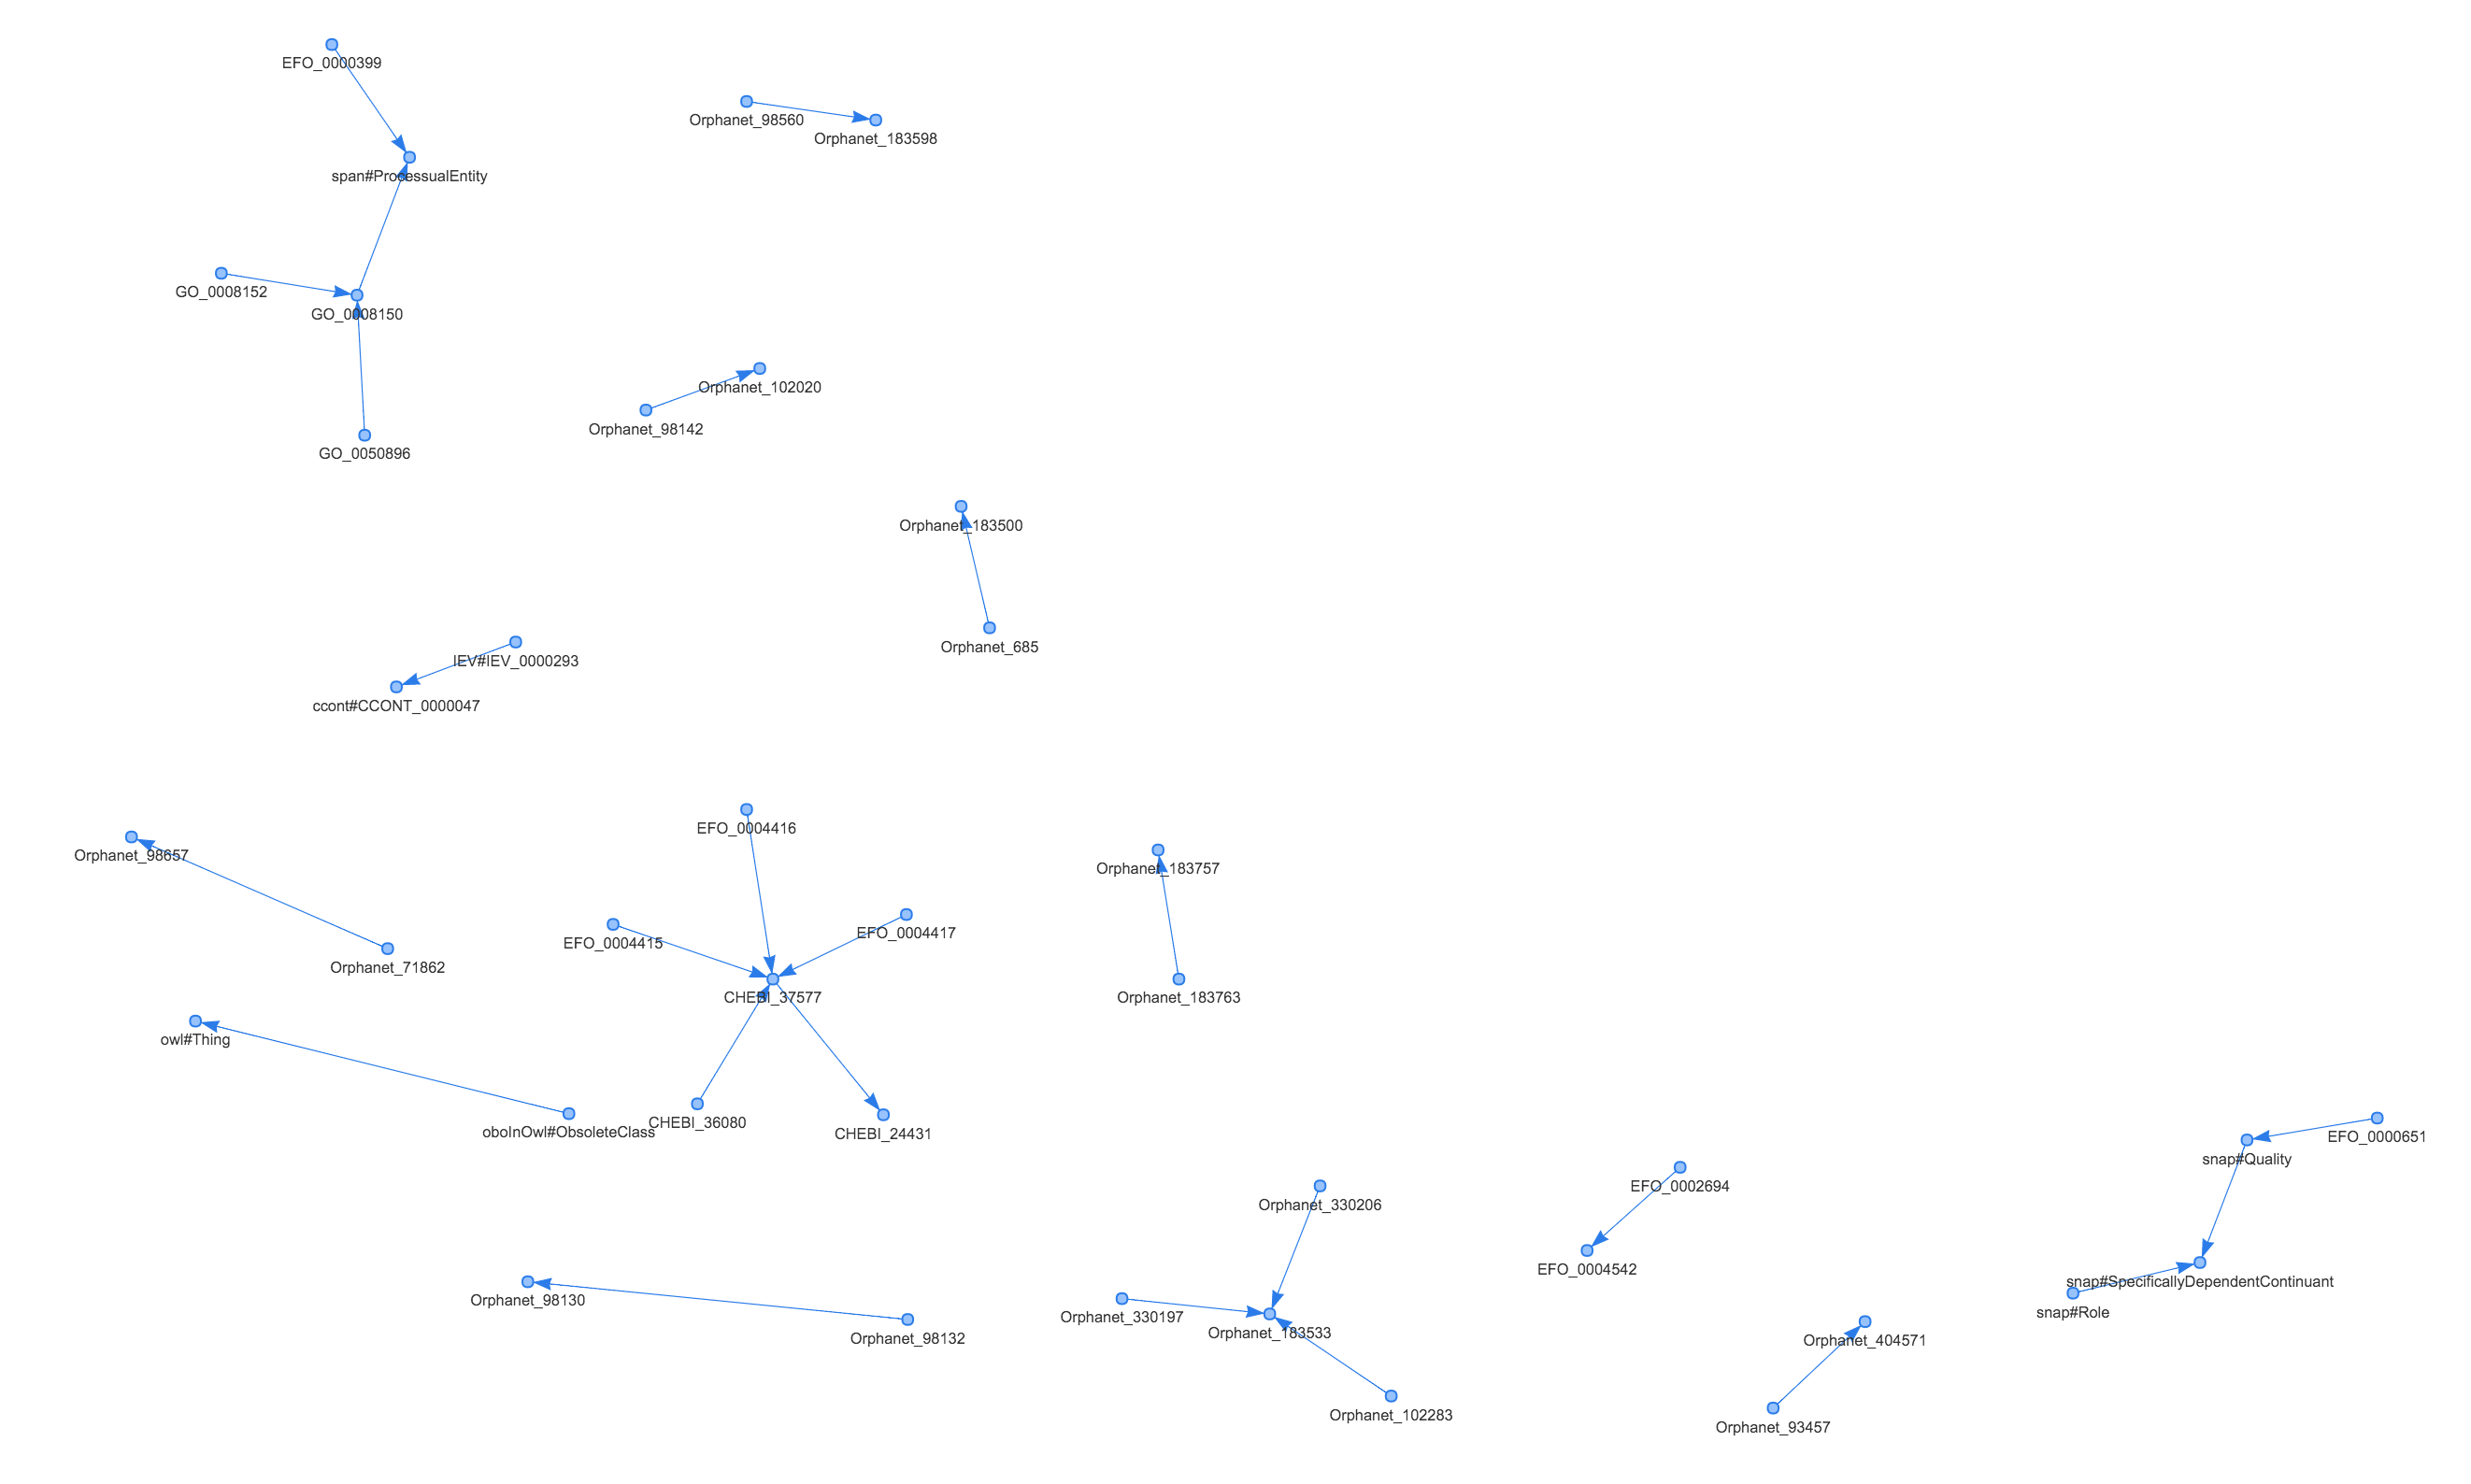 EFO_0000399
Orphanet_98560
Orphanet_183598
span#ProcessualEntity
GO_0008152
GO_0008150
Orphanet_102020
Orphanet_98142
GO_0050896
Orphanet_183500
Orphanet_685
IEV#IEV_0000293
ccont#CCONT_0000047
EFO_0004416
Orphanet_98657
Orphanet_183757
EFO_0004415
EFO_0004417
Orphanet_71862
CHEBI_37577
Orphanet_183763
owl#Thing
CHEBI_36080
oboInOwl#ObsoleteClass
CHEBI_24431
EFO_0000651
snap#Quality
EFO_0002694
Orphanet_330206
EFO_0004542
snap#SpecificallyDependentContinuant
Orphanet_98130
snap#Role
Orphanet_330197
Orphanet_183533
Orphanet_98132
Orphanet_404571
Orphanet_102283
Orphanet_93457